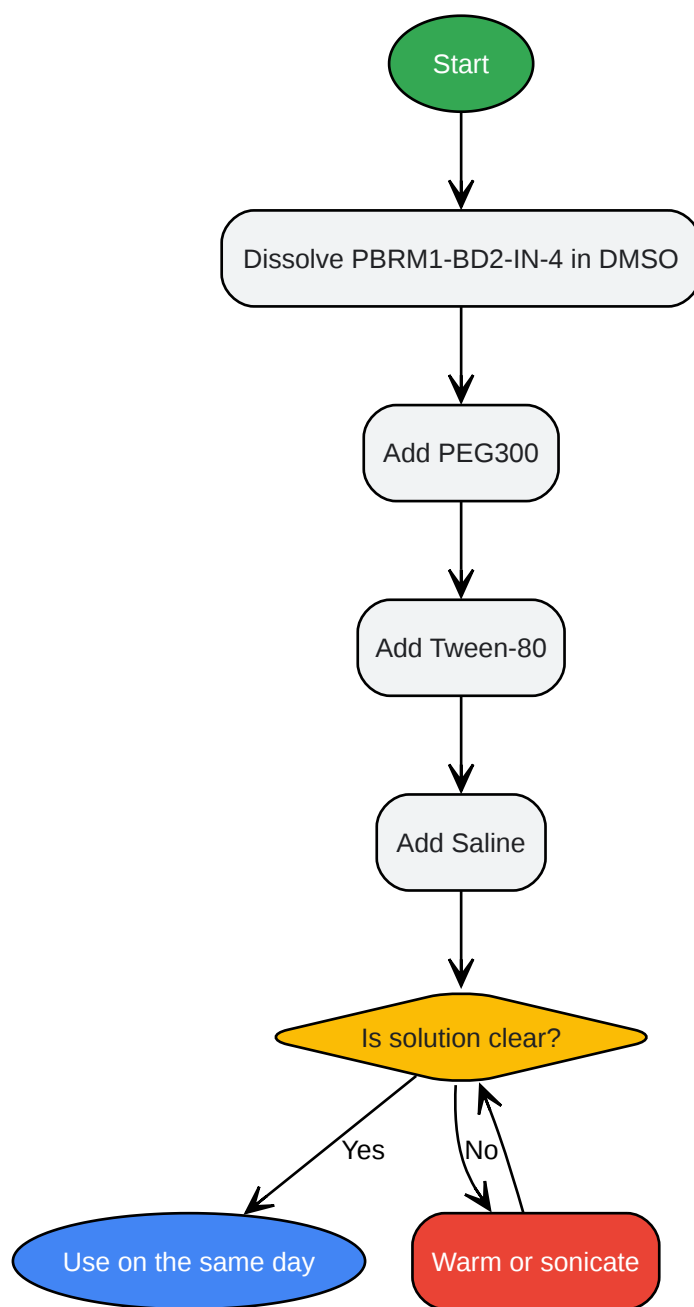 Start
Dissolve PBRM1-BD2-IN-4 in DMSO
Add PEG300
Add Tween-80
Add Saline
Is solution clear?
Yes
No
Use on the same day
Warm or sonicate